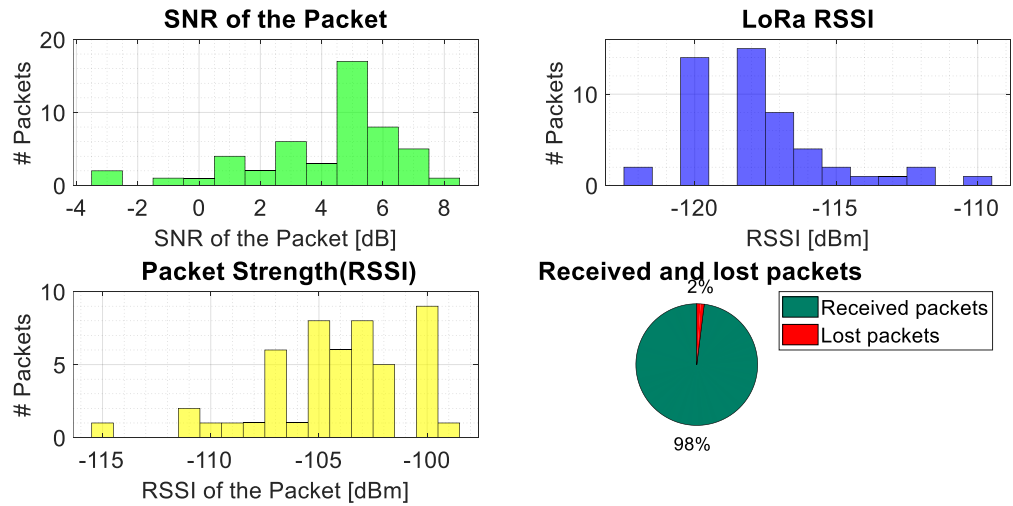 SNR of the Packet
20
10
0
# Packets
-4 -2 0 2 4 6 8
SNR of the Packet [dB]
LoRa RSSI
10
0
# Packets
-120 -115 -110
RSSI [dBm]
Packet Strength(RSSI)
10
5
0
# Packets
-115 -110 -105 -100
RSSI of the Packet [dBm]
Received and lost packets
2%
98%
Received packets
Lost packets